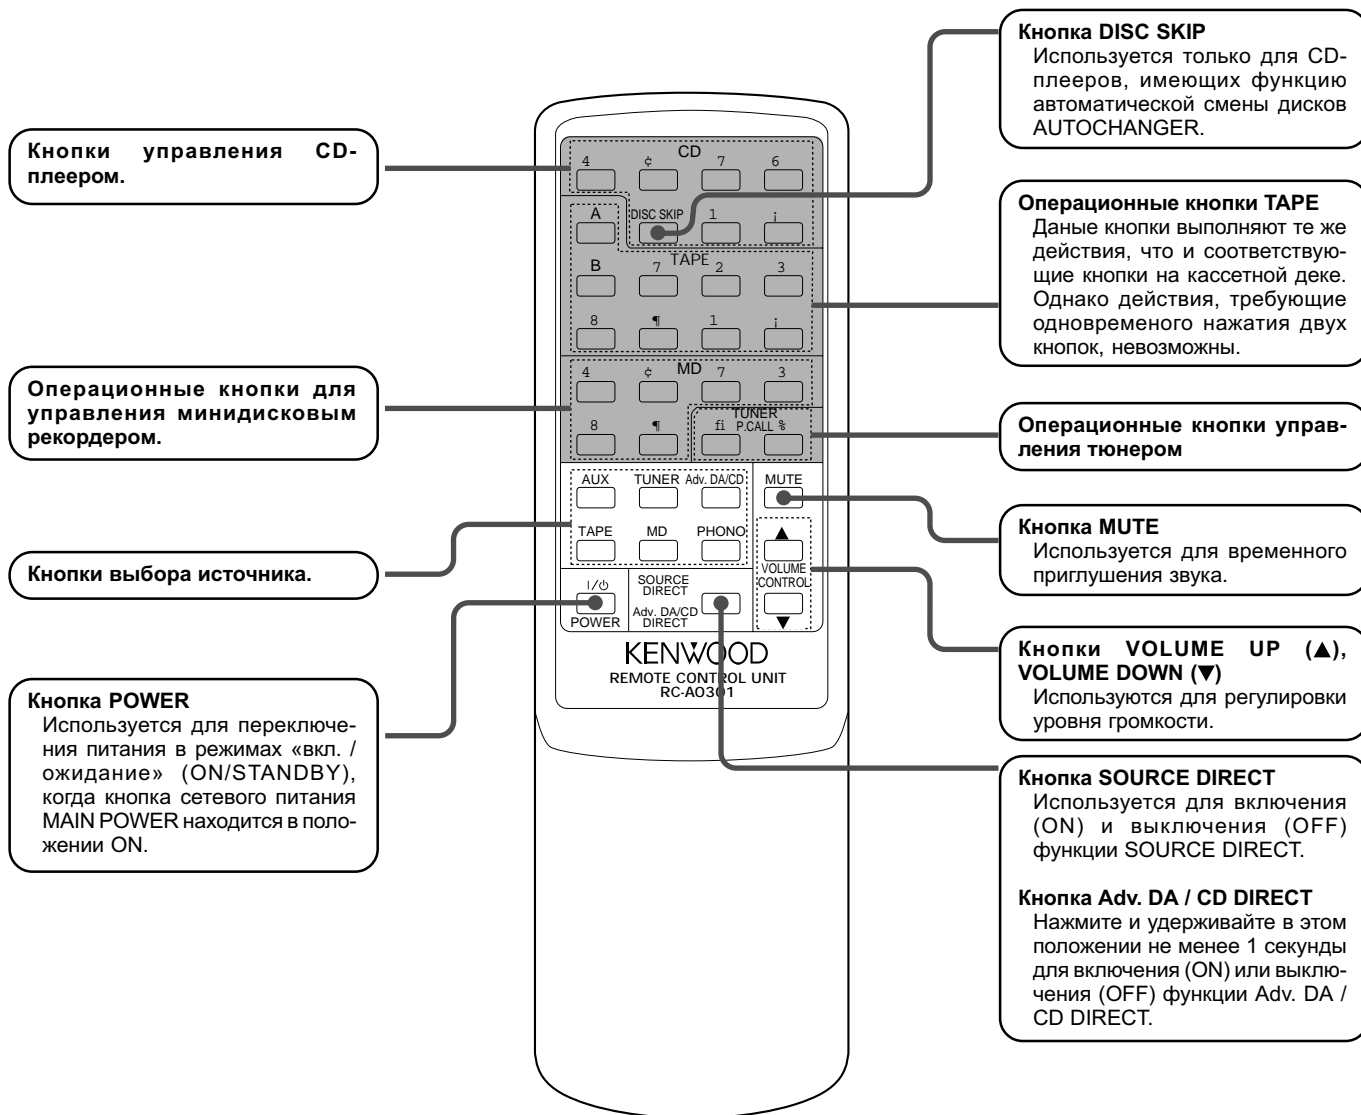 Кнопки управления CD-
плеером.
Операционные кнопки для
управления минидисковым
рекордером.
Кнопки выбора источника.
Кнопка POWER
Используется для переключе-
ния питания в режимах «вкл. /
ожидание» (ON/STANDBY),
когда кнопка сетевого питания
MAIN POWER находится в поло-
жении ON.
CD
4 ¢ 7 6
A DISC SKIP 1 ¡
TAPE
B 7 2 3
8 ¶ 1 ¡
MD
4 ¢ 7 3
TUNER
8 ¶ fi P.CALL %
AUX TUNER Adv. DA/CD MUTE
TAPE MD PHONO ▲
VOLUME
CONTROL
▼
I/⏻
POWER
SOURCE
DIRECT
Adv. DA/CD
DIRECT
KENWOOD
REMOTE CONTROL UNIT
RC-A0301
Кнопка DISC SKIP
Используется только для CD-
плееров, имеющих функцию
автоматической смены дисков
AUTOCHANGER.
Операционные кнопки TAPE
Даные кнопки выполняют те же
действия, что и соответствую-
щие кнопки на кассетной деке.
Однако действия, требующие
одновременого нажатия двух
кнопок, невозможны.
Операционные кнопки управ-
ления тюнером
Кнопка MUTE
Используется для временного
приглушения звука.
Кнопки VOLUME UP (▲),
VOLUME DOWN (▼)
Используются для регулировки
уровня громкости.
Кнопка SOURCE DIRECT
Используется для включения
(ON) и выключения (OFF)
функции SOURCE DIRECT.
Кнопка Adv. DA / CD DIRECT
Нажмите и удерживайте в этом
положении не менее 1 секунды
для включения (ON) или выклю-
чения (OFF) функции Adv. DA /
CD DIRECT.